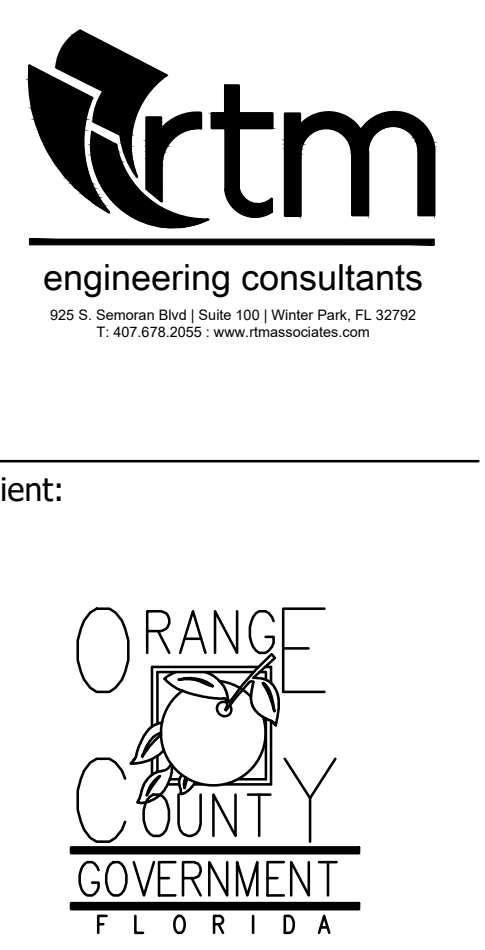 rtm
engineering consultants
925 S. Semoran Blvd | Suite 100 | Winter Park, FL 32792
T: 407.678.2055 : www.rtmassociates.com
ient:
ORANGE
COUNTY
GOVERNMENT
FLORIDA